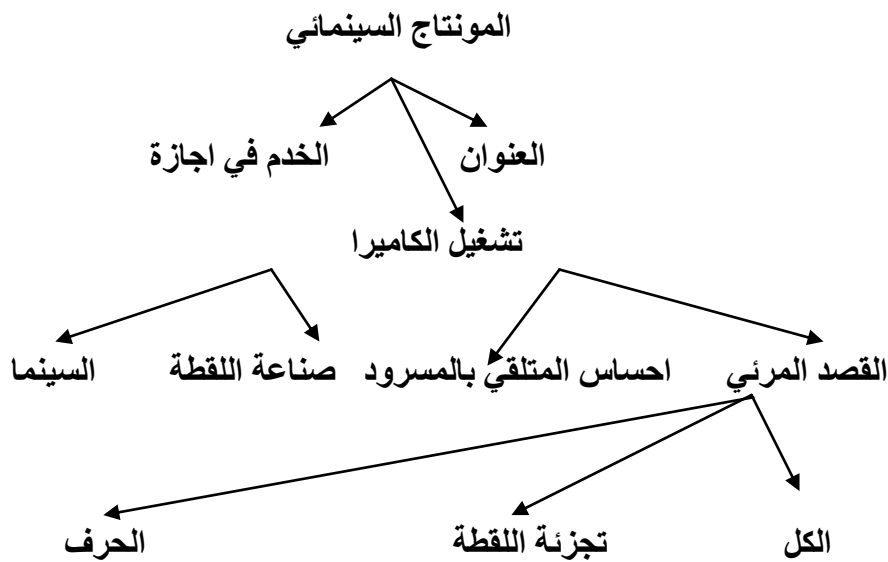 المونتاج السينمائي
العنوان الخدم في اجازة
تشغيل الكاميرا
القصد المرئي احساس المتلقي بالمسرود صناعة اللقطة السينما
الكل تجزئة اللقطة الحرف